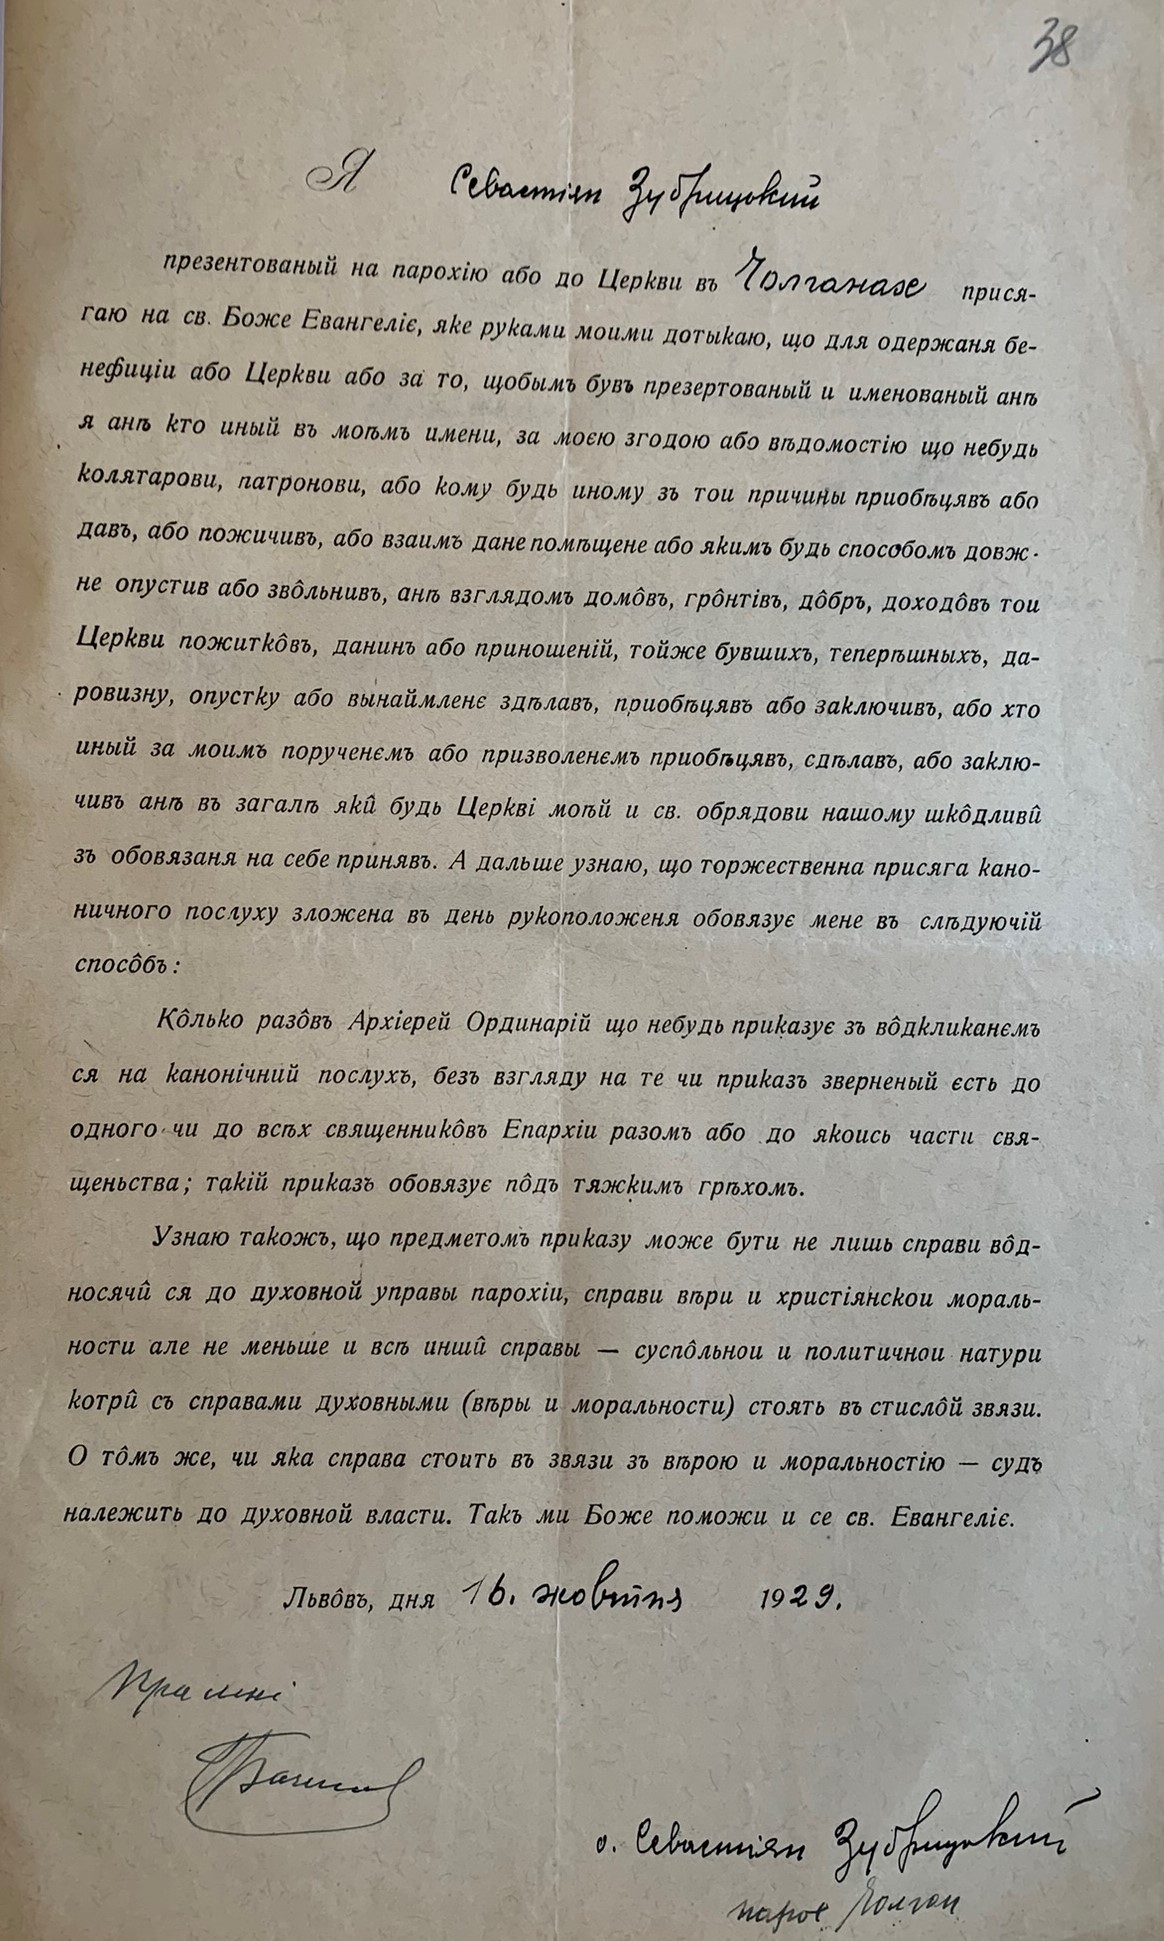 38
Я Севастіян Зубрицький
презентованый на парохію або до Церкви въ Чолганах прися-
гаю на св. Боже Евангеліє, яке руками моими дотыкаю, що для одержаня бе-
нефиціи або Церкви або за то, щобымъ бувъ презертованый и именованый анѣ
я анѣ кто иный въ моѣмъ имени, за моєю згодою або вѣдомостію що небудь
колятарови, патронови, або кому будь иному зъ тои причины приобѣцявъ або
давъ, або пожичивъ, або взаимъ дане помѣщене або якимъ будь способомъ довж-
не опустив або звôльнивъ, анѣ взглядомъ домôвъ, грôнтівъ, дôбръ, доходôвъ тои
Церкви пожиткôвъ, данинъ або приношеній, тойже бувшихъ, теперѣшныхъ, да-
ровизну, опустку або вынаймленє здѣлавъ, приобѣцявъ або заключивъ, або хто
иный за моимъ порученємъ або призволенємъ приобѣцявъ, сдѣлавъ, або заклю-
чивъ анѣ въ загалѣ якû будь Церкві моѣй и св. обрядови нашому шкôдливû
зъ обовязаня на себе принявъ. А дальше узнаю, що торжественна присяга кано-
ничного послуху зложена въ день рукоположеня обовязує мене въ слѣдуючій
способъ:
Кôлько разôвъ Архієрей Ординарій що небудь приказує зъ вôдкликанємъ
ся на канонічний послухъ, безъ взгляду на те чи приказъ зверненый єсть до
одного чи до всѣх священникôвъ Епархіи разомъ або до якоись части свя-
щеньства; такій приказъ обовязує пôдъ тяжкимъ грѣхомъ.
Узнаю такожъ, що предметомъ приказу може бути не лишь справи вôд-
носячû ся до духовной управы парохіи, справи вѣри и христіянскои мораль-
ности але не меньше и всѣ иншû справы — суспôльнои и политичнои натури
котрû съ справами духовными (вѣры и моральности) стоять въ стислôй звязи.
О тôмъ же, чи яка справа стоить въ звязи зъ вѣрою и моральностію — судъ
належить до духовной власти. Такъ ми Боже поможи и се св. Евангеліє.
Львôвъ, дня 16. жовтня 1929.
При мні
о. Севастіян Зубрицький
парох Чолган